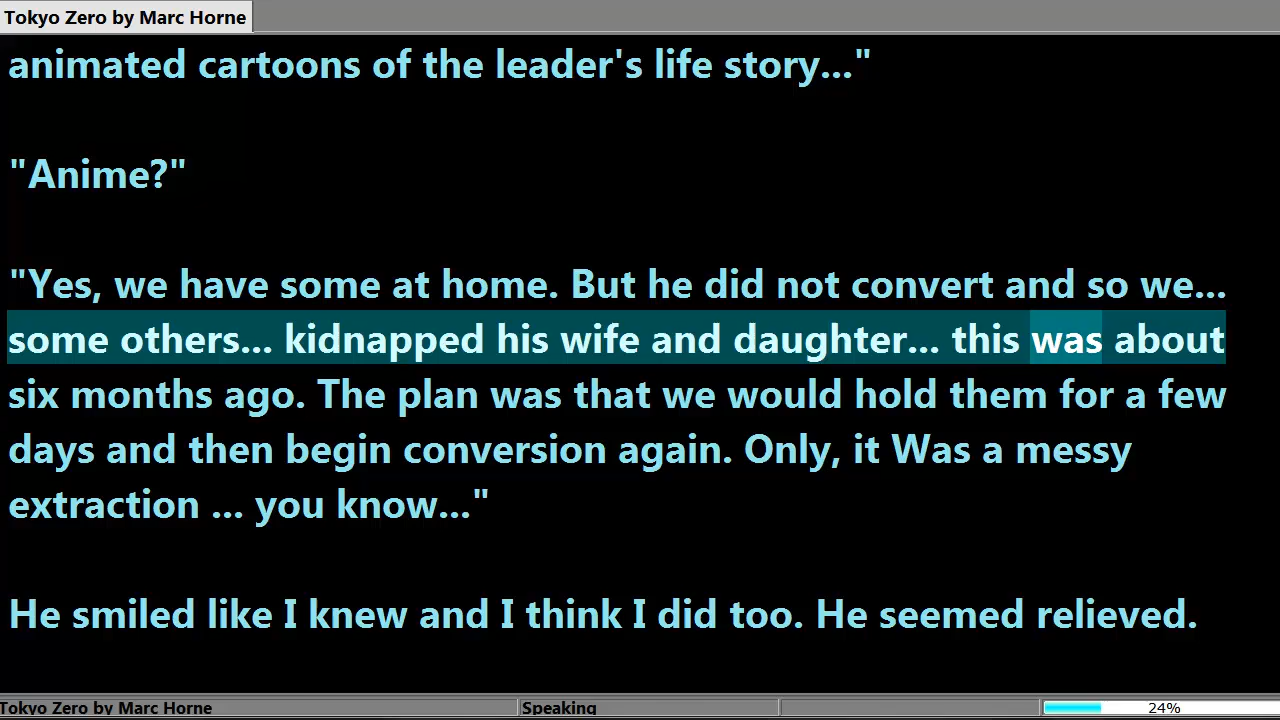 Tokyo Zero by Marc Horne
animated cartoons of the leader's life story..."
"Anime?"
"Yes, we have some at home. But he did not convert and so we...
some others... kidnapped his wife and daughter... this was about
six months ago. The plan was that we would hold them for a few
days and then begin conversion again. Only, it Was a messy
extraction ... you know..."
He smiled like I knew and I think I did too. He seemed relieved.
Tokyo Zero by Marc Horne
Speaking
24%